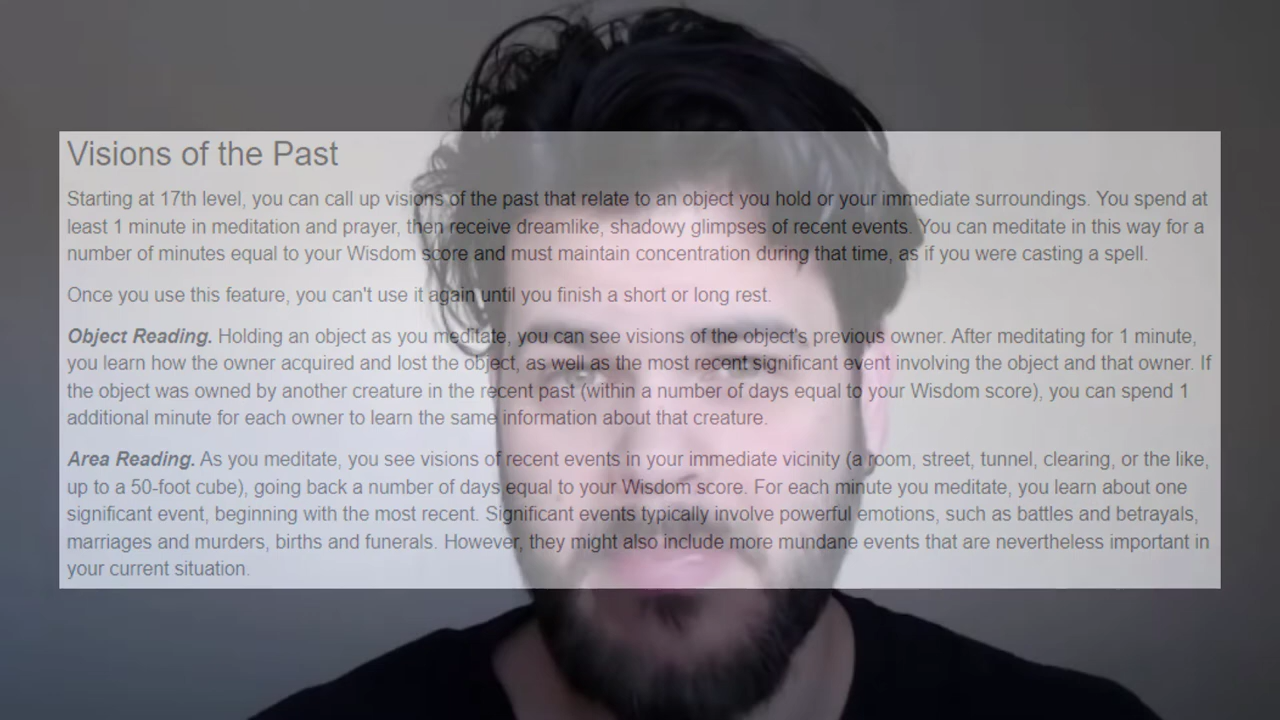 Visions of the Past
Starting at 17th level, you can call up visions of the past that relate to an object you hold or your immediate surroundings. You spend at
least 1 minute in meditation and prayer, then receive dreamlike, shadowy glimpses of recent events. You can meditate in this way for a
number of minutes equal to your Wisdom score and must maintain concentration during that time, as if you were casting a spell.
Once you use this feature, you can't use it again until you finish a short or long rest.
Object Reading. Holding an object as you meditate, you can see visions of the object's previous owner. After meditating for 1 minute,
you learn how the owner acquired and lost the object, as well as the most recent significant event involving the object and that owner. If
the object was owned by another creature in the recent past (within a number of days equal to your Wisdom score), you can spend 1
additional minute for each owner to learn the same information about that creature.
Area Reading. As you meditate, you see visions of recent events in your immediate vicinity (a room, street, tunnel, clearing, or the like,
up to a 50-foot cube), going back a number of days equal to your Wisdom score. For each minute you meditate, you learn about one
significant event, beginning with the most recent. Significant events typically involve powerful emotions, such as battles and betrayals,
marriages and murders, births and funerals. However, they might also include more mundane events that are nevertheless important in
your current situation.